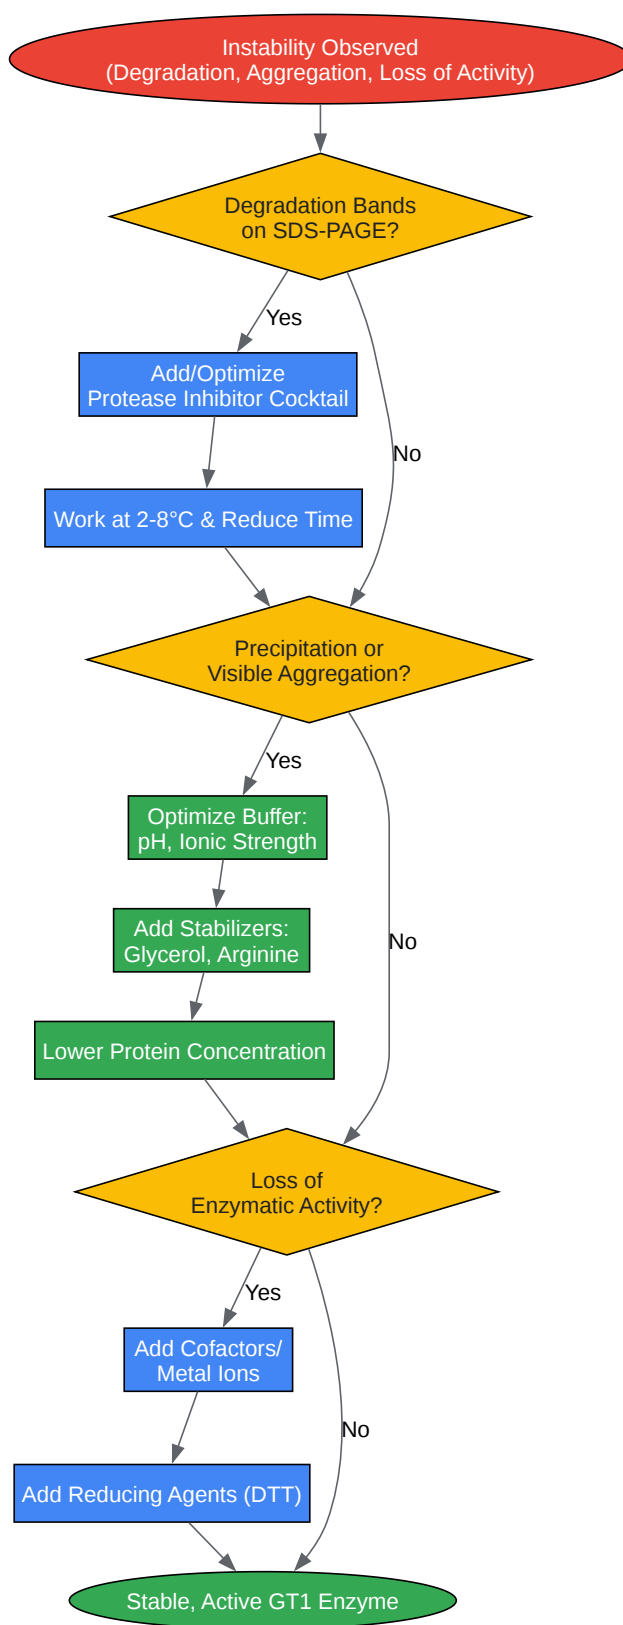 Instability Observed
(Degradation, Aggregation, Loss of Activity)
Degradation Bands
on SDS-PAGE?
Yes
Add/Optimize
Protease Inhibitor Cocktail
No
Work at 2-8°C & Reduce Time
Precipitation or
Visible Aggregation?
Yes
Optimize Buffer:
pH, Ionic Strength
Add Stabilizers:
Glycerol, Arginine
No
Lower Protein Concentration
Loss of
Enzymatic Activity?
Yes
Add Cofactors/
Metal Ions
No
Add Reducing Agents (DTT)
Stable, Active GT1 Enzyme